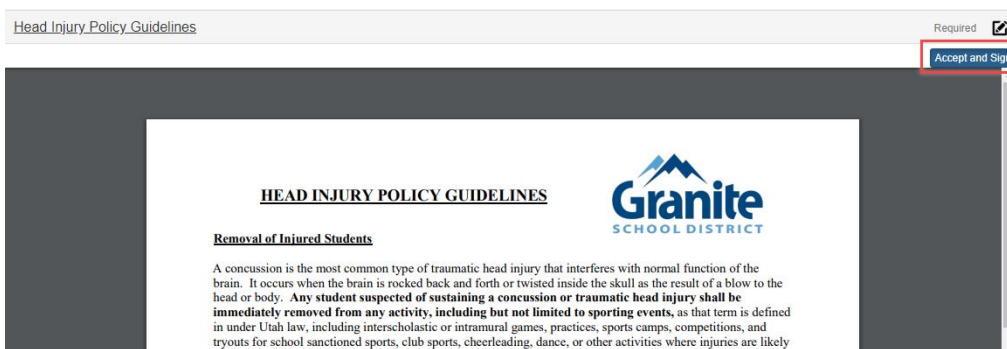 Head Injury Policy Guidelines
Required
Accept and Sign
HEAD INJURY POLICY GUIDELINES
Granite
SCHOOL DISTRICT
Removal of Injured Students
A concussion is the most common type of traumatic head injury that interferes with normal function of the
brain. It occurs when the brain is rocked back and forth or twisted inside the skull as the result of a blow to the
head or body. Any student suspected of sustaining a concussion or traumatic head injury shall be
immediately removed from any activity, including but not limited to sporting events, as that term is defined
in under Utah law, including interscholastic or intramural games, practices, sports camps, competitions, and
tryouts for school sanctioned sports, club sports, cheerleading, dance, or other activities where injuries are likely